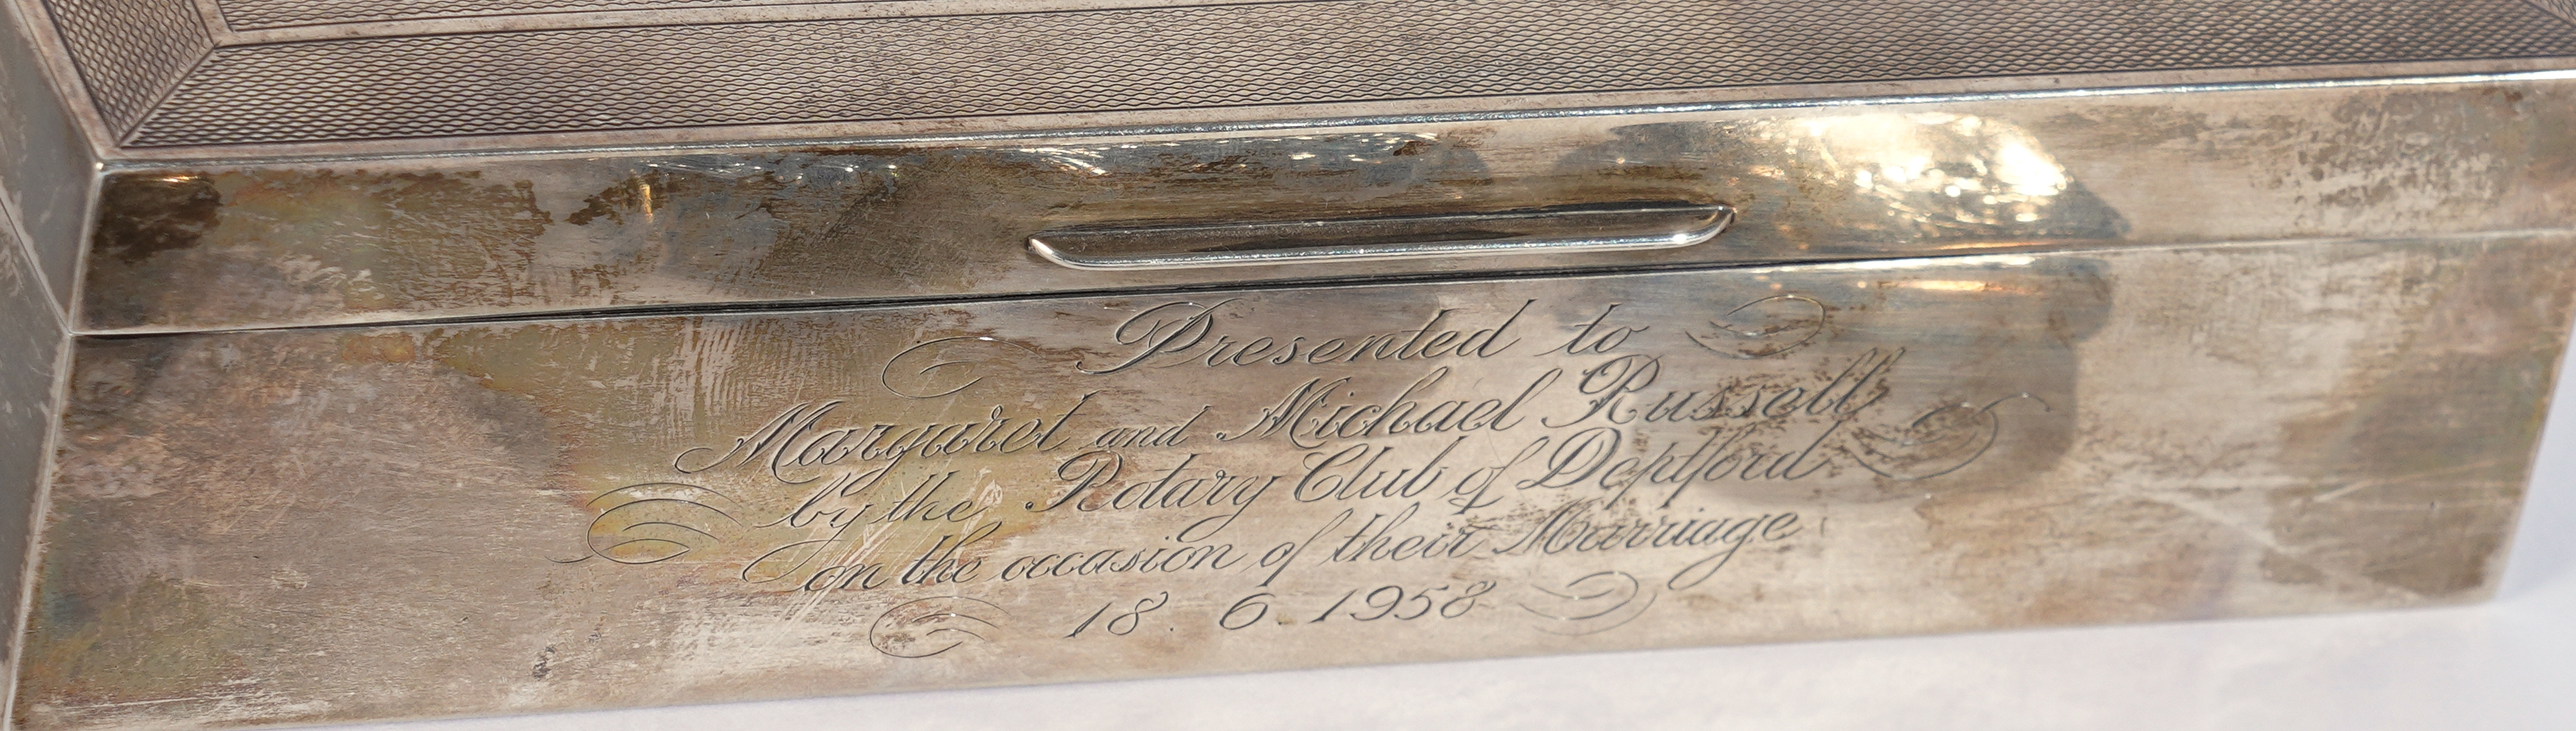 Presented to
Margaret and Michael Russell
by the Rotary Club of Deptford
on the occasion of their Marriage
18. 6. 1958